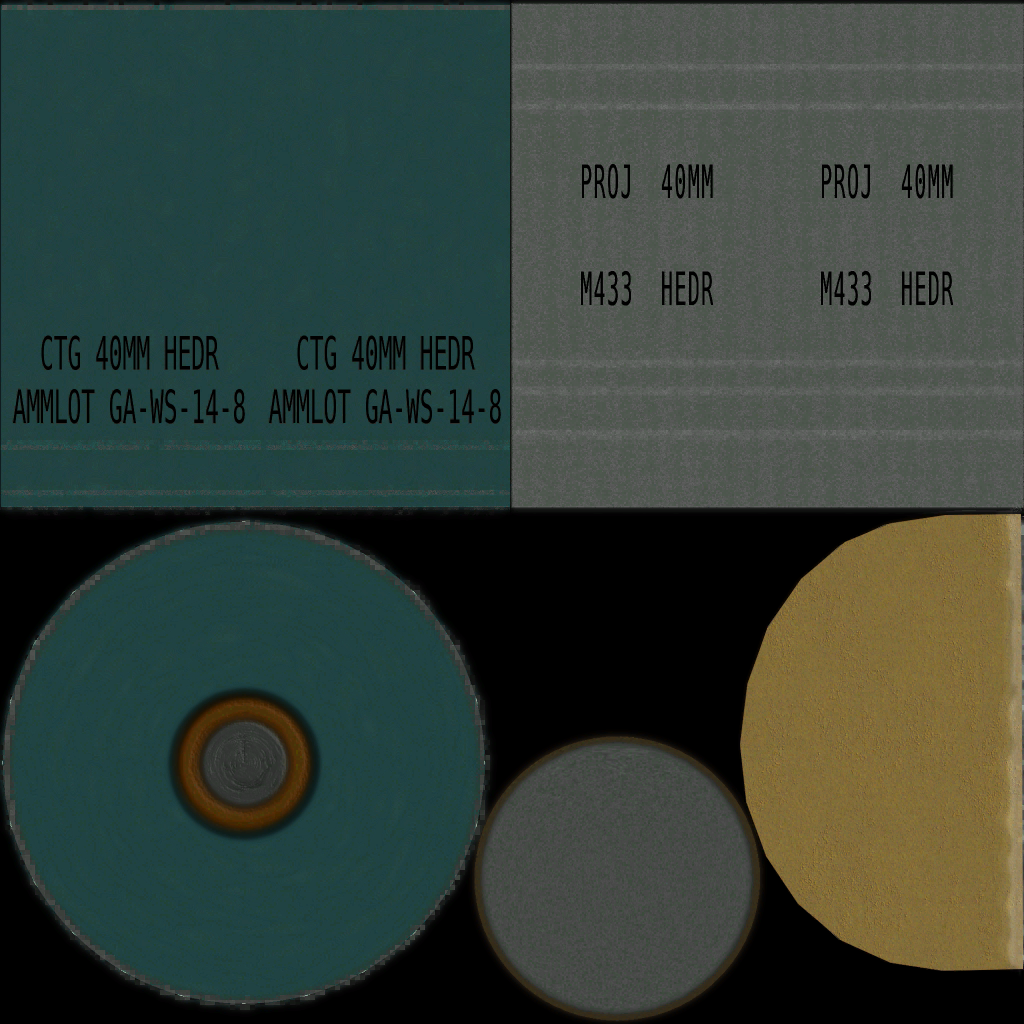 PROJ 40MM PROJ 40MM
M433 HEDR M433 HEDR
CTG 40MM HEDR CTG 40MM HEDR
AMMLOT GA-WS-14-8 AMMLOT GA-WS-14-8